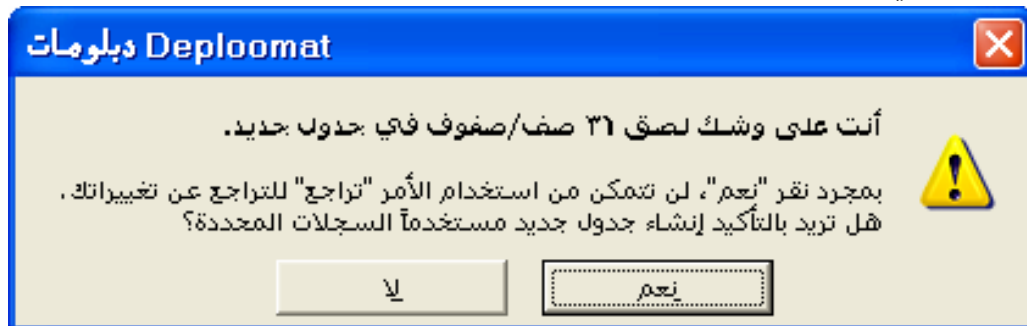 دبلومات Deploomat
أنت على وشك لصق ٣٦ صف/صفوف في جدول جديد.
بمجرد نقر "نعم"، لن تتمكن من استخدام الأمر "تراجع" للتراجع عن تغييراتك.
هل تريد بالتأكيد إنشاء جدول جديد مستخدماً السجلات المحددة؟
نعم
لا